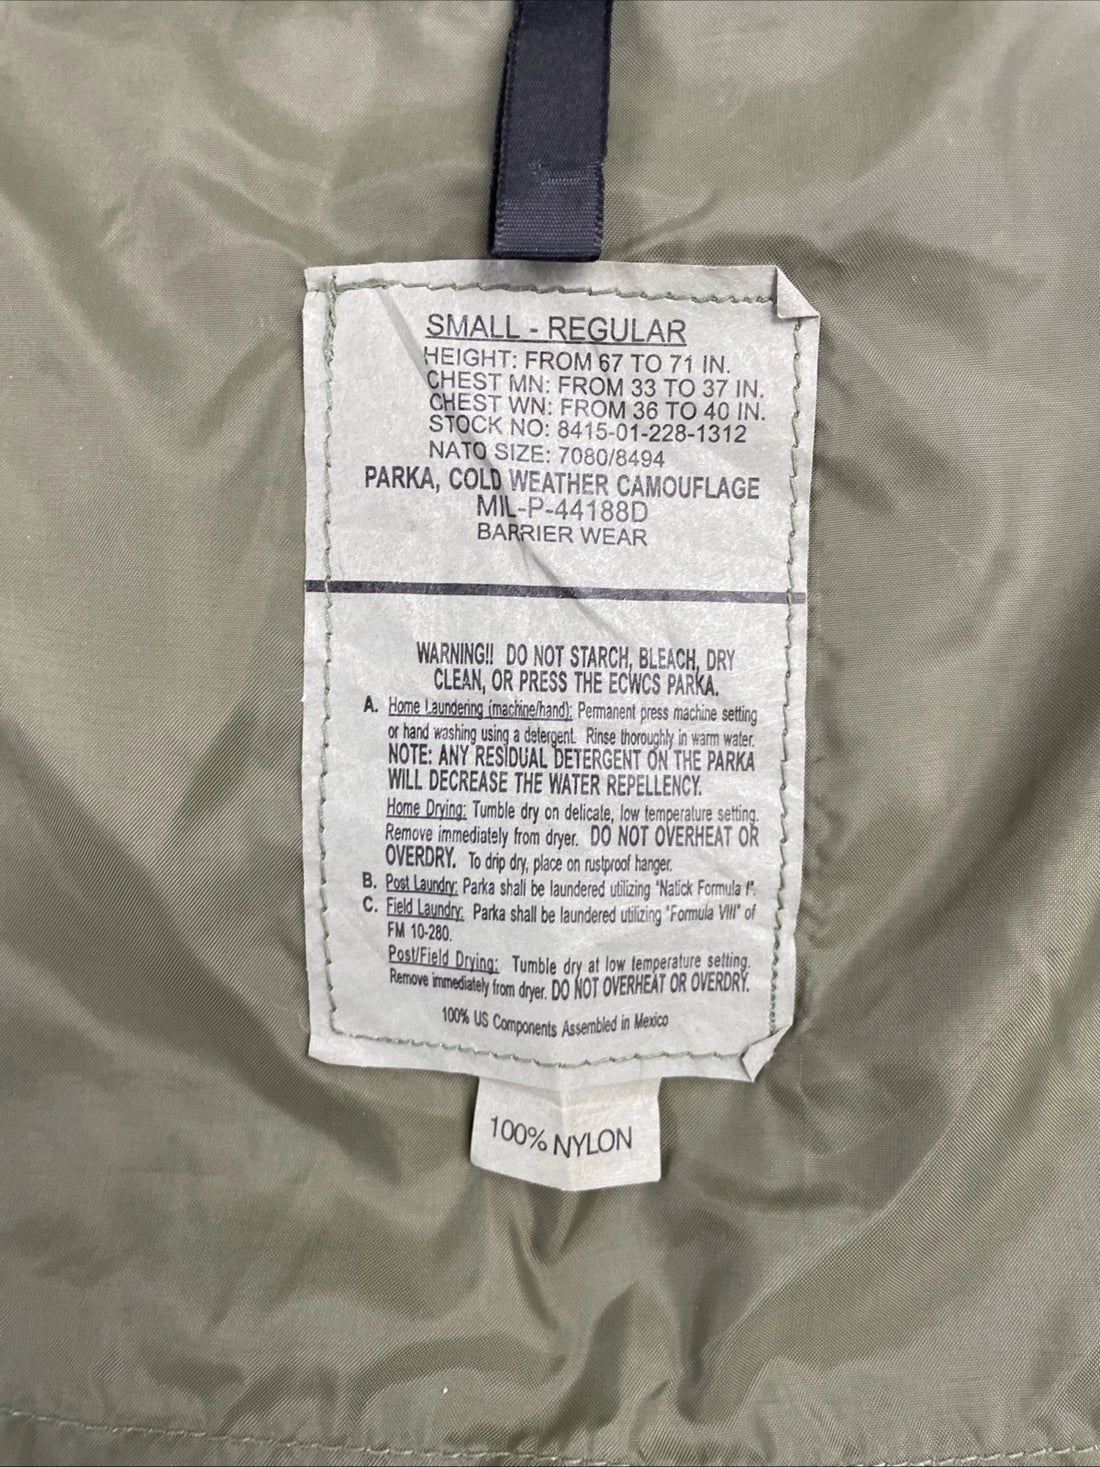 SMALL - REGULAR
HEIGHT: FROM 67 TO 71 IN.
CHEST MN: FROM 33 TO 37 IN.
CHEST WN: FROM 36 TO 40 IN.
STOCK NO: 8415-01-228-1312
NATO SIZE: 7080/8494
PARKA, COLD WEATHER CAMOUFLAGE
MIL-P-44188D
BARRIER WEAR
WARNING!! DO NOT STARCH, BLEACH, DRY
CLEAN, OR PRESS THE ECWCS PARKA.
A. Home Laundering (machine/hand): Permanent press machine setting
or hand washing using a detergent. Rinse thoroughly in warm water.
NOTE: ANY RESIDUAL DETERGENT ON THE PARKA
WILL DECREASE THE WATER REPELLENCY.
Home Drying: Tumble dry on delicate, low temperature setting.
Remove immediately from dryer. DO NOT OVERHEAT OR
OVERDRY. To drip dry, place on rustproof hanger.
B. Post Laundry: Parka shall be laundered utilizing "Natick Formula I".
C. Field Laundry: Parka shall be laundered utilizing "Formula VIII" of
FM 10-280.
Post/Field Drying: Tumble dry at low temperature setting.
Remove immediately from dryer. DO NOT OVERHEAT OR OVERDRY.
100% US Components Assembled in Mexico
100% NYLON